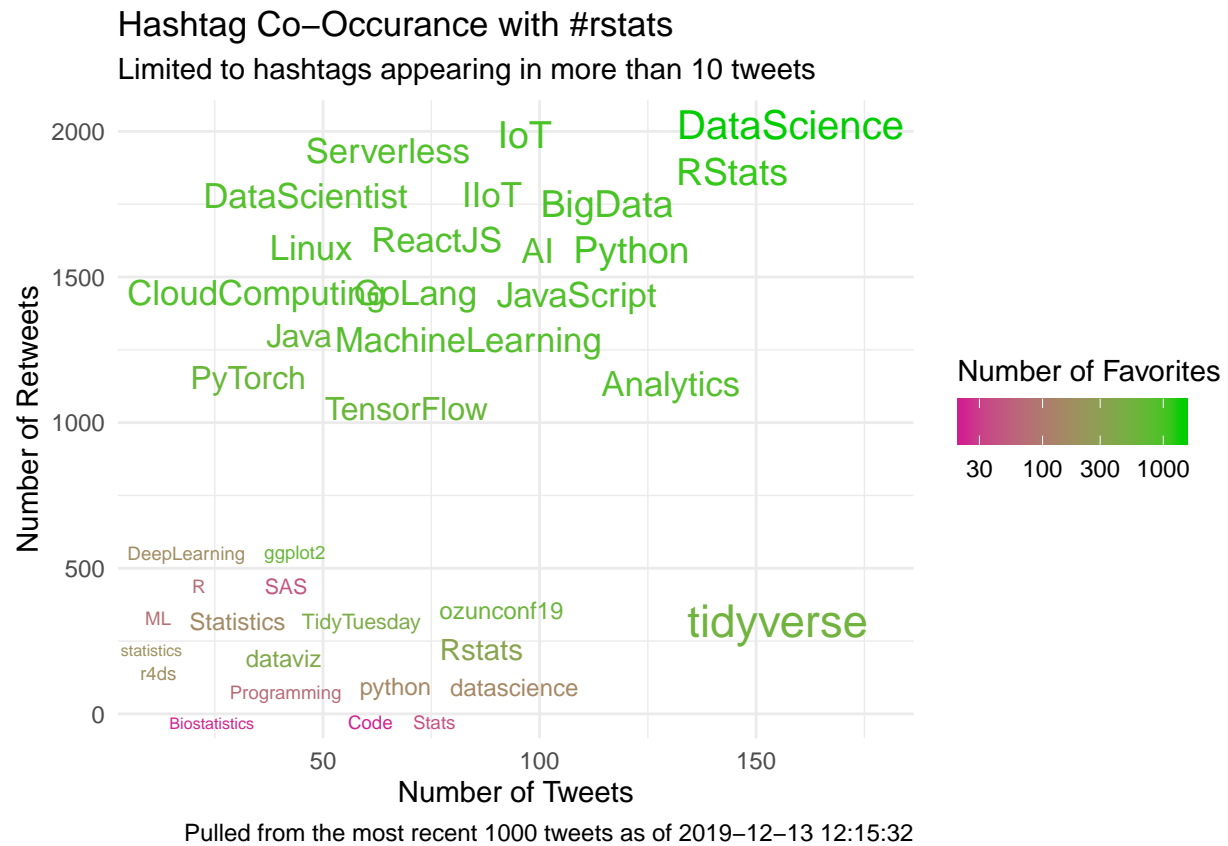 Hashtag Co−Occurance with #rstats
Limited to hashtags appearing in more than 10 tweets
Number of Retweets
2000
1500
1000
500
0
DataScience
IoT
Serverless
RStats
DataScientist
IIoT
BigData
ReactJS
Linux
AI
Python
CloudComputing
GoLang
JavaScript
Java
MachineLearning
PyTorch
Analytics
TensorFlow
DeepLearning
ggplot2
R
SAS
ML
Statistics
TidyTuesday
ozunconf19
tidyverse
statistics
dataviz
Rstats
r4ds
Programming
python
datascience
Biostatistics
Code
Stats
50
100
150
Number of Tweets
Number of Favorites
30
100
300
1000
Pulled from the most recent 1000 tweets as of 2019−12−13 12:15:32